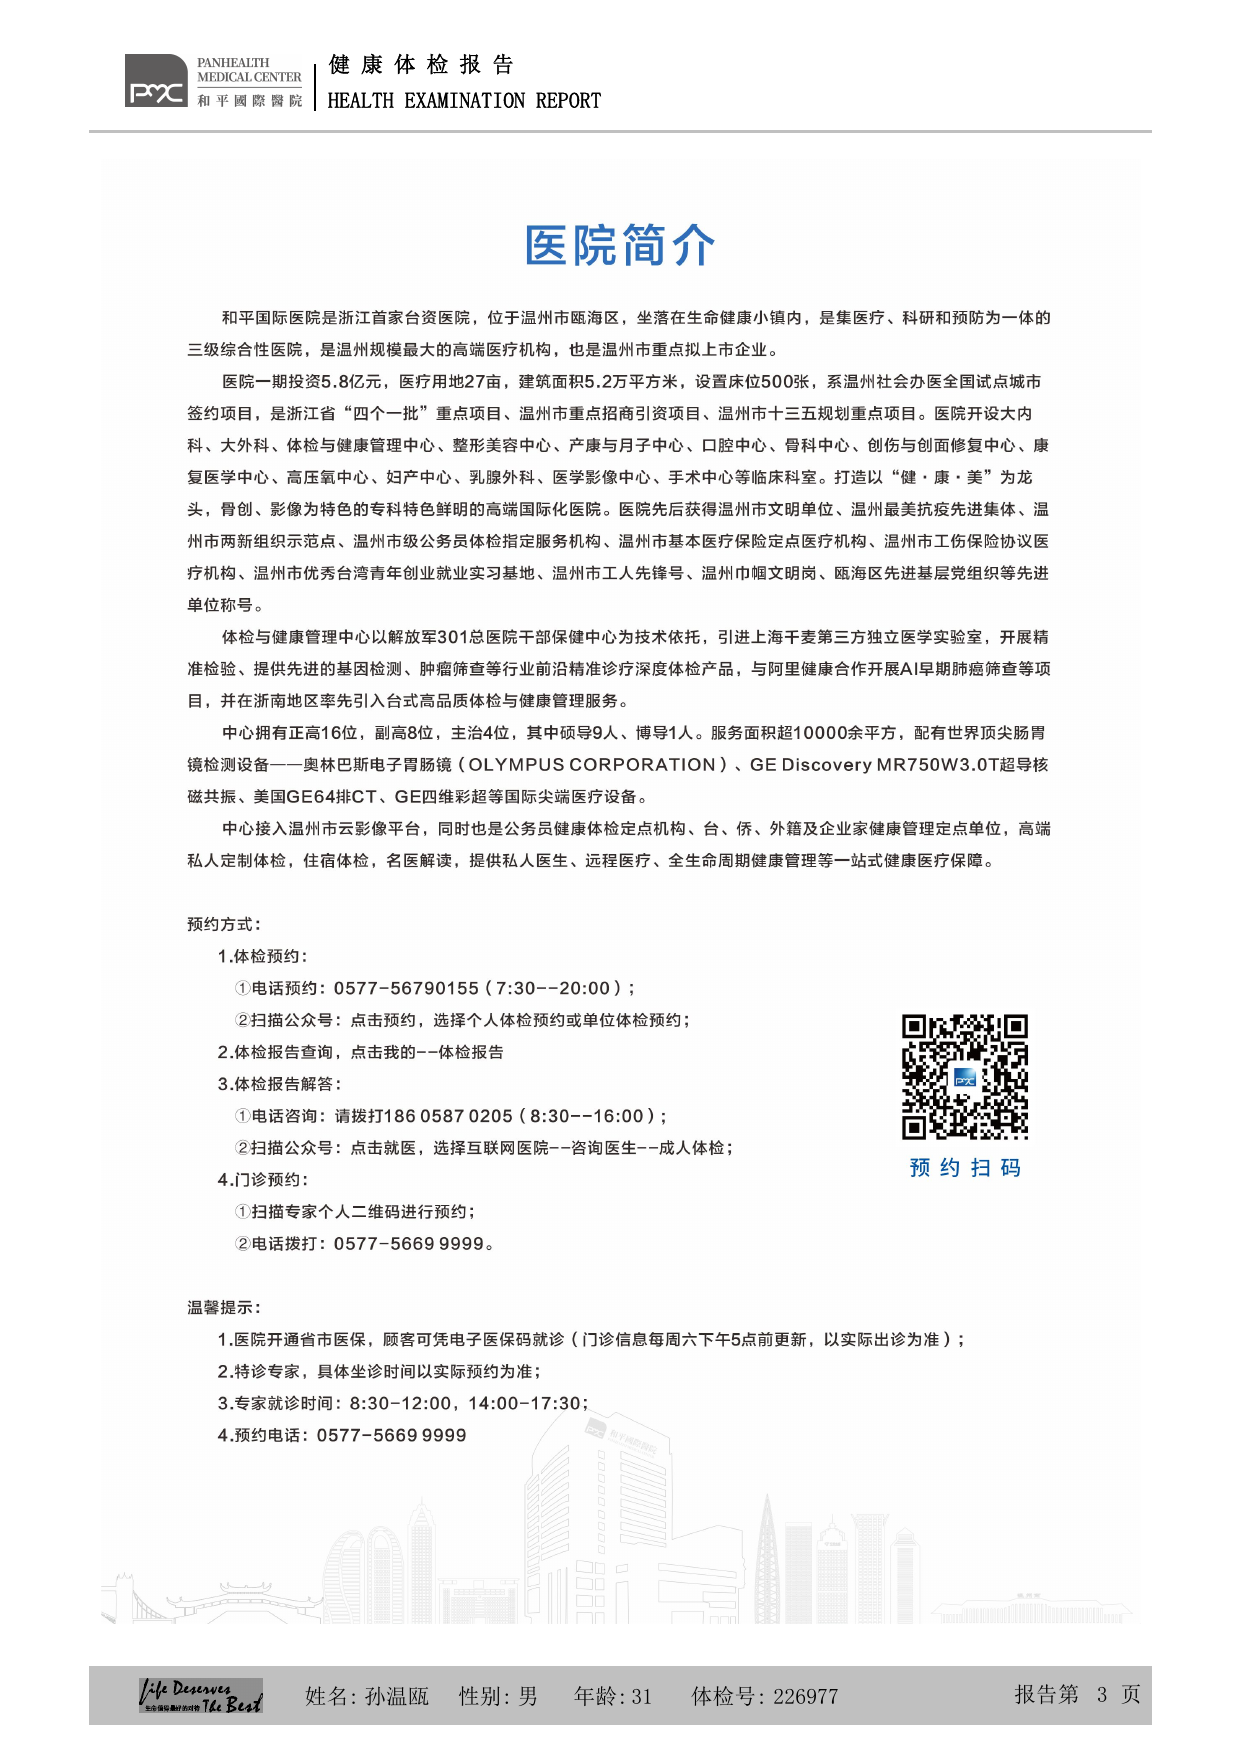 PANHEALTH
MEDICAL CENTER
和平國際醫院
PMC
健康体检报告
HEALTH EXAMINATION REPORT
医院简介
和平国际医院是浙江首家台资医院，位于温州市瓯海区，坐落在生命健康小镇内，是集医疗、科研和预防为一体的
三级综合性医院，是温州规模最大的高端医疗机构，也是温州市重点拟上市企业。
医院一期投资5.8亿元，医疗用地27亩，建筑面积5.2万平方米，设置床位500张，系温州社会办医全国试点城市
签约项目，是浙江省“四个一批”重点项目、温州市重点招商引资项目、温州市十三五规划重点项目。医院开设大内
科、大外科、体检与健康管理中心、整形美容中心、产康与月子中心、口腔中心、骨科中心、创伤与创面修复中心、康
复医学中心、高压氧中心、妇产中心、乳腺外科、医学影像中心、手术中心等临床科室。打造以“健·康·美”为龙
头，骨创、影像为特色的专科特色鲜明的高端国际化医院。医院先后获得温州市文明单位、温州最美抗疫先进集体、温
州市两新组织示范点、温州市级公务员体检指定服务机构、温州市基本医疗保险定点医疗机构、温州市工伤保险协议医
疗机构、温州市优秀台湾青年创业就业实习基地、温州市工人先锋号、温州巾帼文明岗、瓯海区先进基层党组织等先进
单位称号。
体检与健康管理中心以解放军301总医院干部保健中心为技术依托，引进上海千麦第三方独立医学实验室，开展精
准检验、提供先进的基因检测、肿瘤筛查等行业前沿精准诊疗深度体检产品，与阿里健康合作开展AI早期肺癌筛查等项
目，并在浙南地区率先引入台式高品质体检与健康管理服务。
中心拥有正高16位，副高8位，主治4位，其中硕导9人、博导1人。服务面积超10000余平方，配有世界顶尖肠胃
镜检测设备——奥林巴斯电子胃肠镜（OLYMPUS CORPORATION）、GE Discovery MR750W3.0T超导核
磁共振、美国GE64排CT、GE四维彩超等国际尖端医疗设备。
中心接入温州市云影像平台，同时也是公务员健康体检定点机构、台、侨、外籍及企业家健康管理定点单位，高端
私人定制体检，住宿体检，名医解读，提供私人医生、远程医疗、全生命周期健康管理等一站式健康医疗保障。
预约方式：
1.体检预约：
①电话预约：0577-56790155（7:30--20:00）；
②扫描公众号：点击预约，选择个人体检预约或单位体检预约；
2.体检报告查询，点击我的--体检报告
3.体检报告解答：
①电话咨询：请拨打186 0587 0205（8:30--16:00）；
②扫描公众号：点击就医，选择互联网医院--咨询医生--成人体检；
4.门诊预约：
①扫描专家个人二维码进行预约；
②电话拨打：0577-5669 9999。
PMC
预约扫码
温馨提示：
1.医院开通省市医保，顾客可凭电子医保码就诊（门诊信息每周六下午5点前更新，以实际出诊为准）；
2.特诊专家，具体坐诊时间以实际预约为准；
3.专家就诊时间：8:30-12:00，14:00-17:30；
4.预约电话：0577-5669 9999
和平國際醫院
Life Deserves
生命值得最好的对待 The Best
姓名: 孙温瓯 性别: 男 年龄: 31 体检号: 226977
报告第 3 页